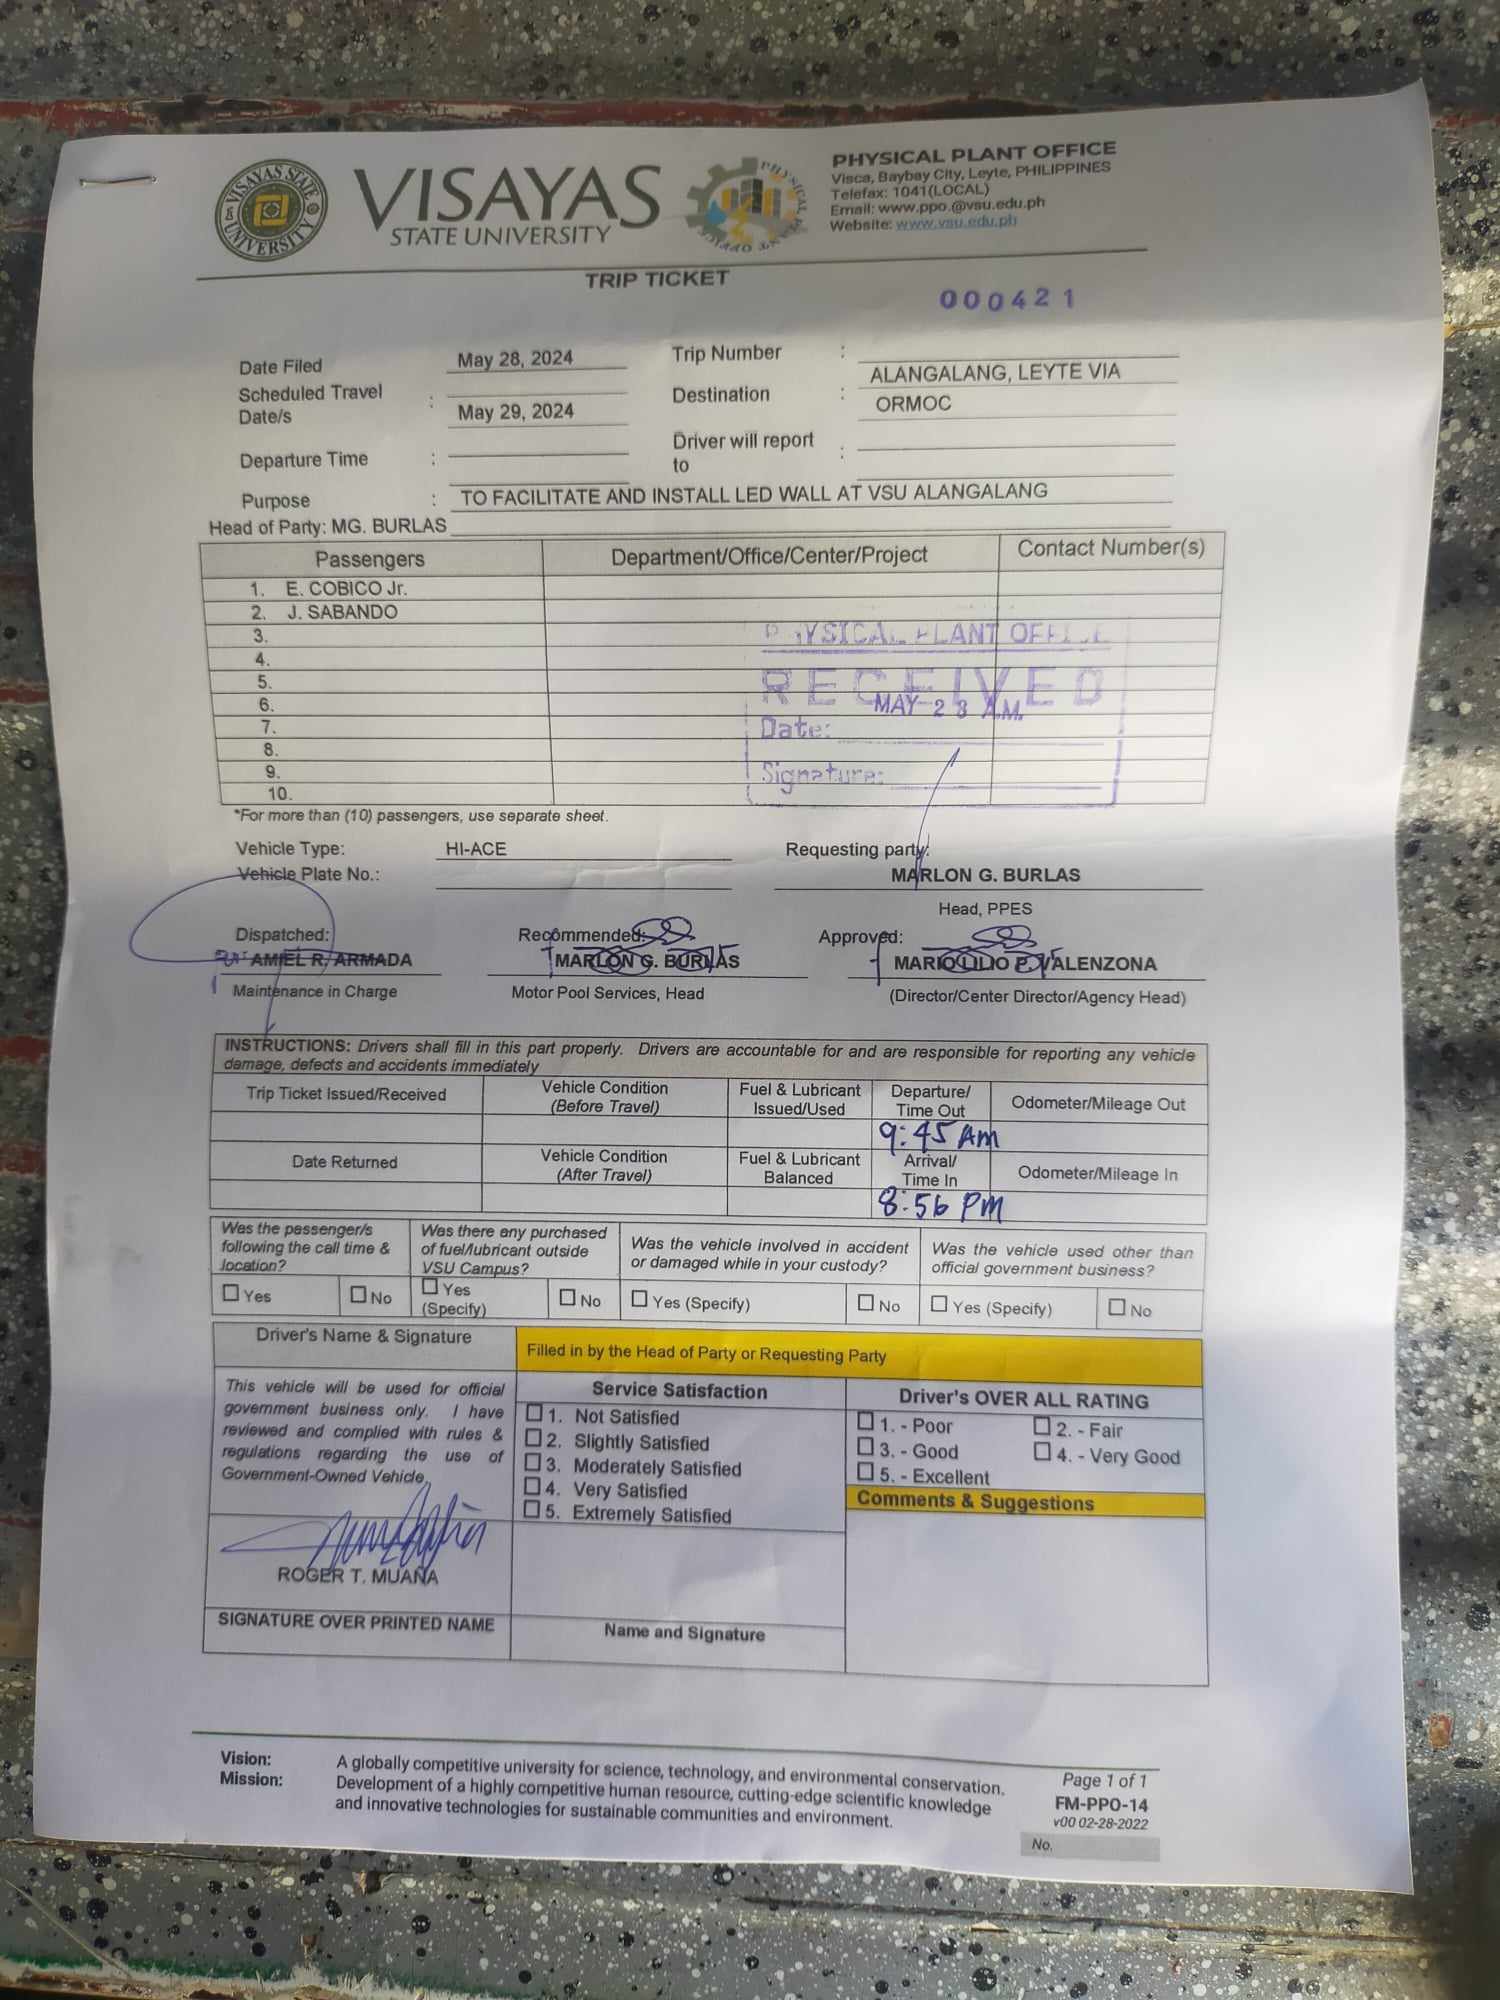 VISAYAS
STATE UNIVERSITY
VISAYAS STATE UNIVERSITY
PHYSICAL PLANT OFFICE
Visca, Baybay City, Leyte, PHILIPPINES
Telefax: 1041(LOCAL)
Email: www.ppo.@vsu.edu.ph
Website: www.vsu.edu.ph
TRIP TICKET
000421
Date Filed May 28, 2024 Trip Number :
Scheduled Travel Date/s : May 29, 2024 Destination : ALANGALANG, LEYTE VIA ORMOC
Departure Time : Driver will report to :
Purpose : TO FACILITATE AND INSTALL LED WALL AT VSU ALANGALANG
Head of Party: MG. BURLAS
Passengers Department/Office/Center/Project Contact Number(s)
1. E. COBICO Jr.
2. J. SABANDO
3.
4.
5.
6.
7.
8.
9.
10.
PHYSICAL PLANT OFFICE
RECEIVED
MAY 28 A.M.
Date:
Signature:
*For more than (10) passengers, use separate sheet.
Vehicle Type: HI-ACE Requesting party:
Vehicle Plate No.: MARLON G. BURLAS
Head, PPES
Dispatched: Recommended: Approved:
AMIEL R. ARMADA MARLON G. BURLAS MARIO LILIO P. VALENZONA
Maintenance in Charge Motor Pool Services, Head (Director/Center Director/Agency Head)
INSTRUCTIONS: Drivers shall fill in this part properly. Drivers are accountable for and are responsible for reporting any vehicle
damage, defects and accidents immediately
Trip Ticket Issued/Received Vehicle Condition (Before Travel) Fuel & Lubricant Issued/Used Departure/ Time Out Odometer/Mileage Out
9:45 AM
Date Returned Vehicle Condition (After Travel) Fuel & Lubricant Balanced Arrival/ Time In Odometer/Mileage In
8:56 PM
Was the passenger/s following the call time & location? Was there any purchased of fuel/lubricant outside VSU Campus? Was the vehicle involved in accident or damaged while in your custody? Was the vehicle used other than official government business?
Yes No Yes (Specify) No Yes (Specify) No Yes (Specify) No
Driver's Name & Signature
Filled in by the Head of Party or Requesting Party
This vehicle will be used for official
government business only. I have
reviewed and complied with rules &
regulations regarding the use of
Government-Owned Vehicle.
Service Satisfaction
1. Not Satisfied
2. Slightly Satisfied
3. Moderately Satisfied
4. Very Satisfied
5. Extremely Satisfied
Driver's OVER ALL RATING
1. - Poor 2. - Fair
3. - Good 4. - Very Good
5. - Excellent
Comments & Suggestions
ROGER T. MUAÑA
SIGNATURE OVER PRINTED NAME
Name and Signature
Vision: A globally competitive university for science, technology, and environmental conservation.
Mission: Development of a highly competitive human resource, cutting-edge scientific knowledge
and innovative technologies for sustainable communities and environment.
Page 1 of 1
FM-PPO-14
v00 02-28-2022
No.